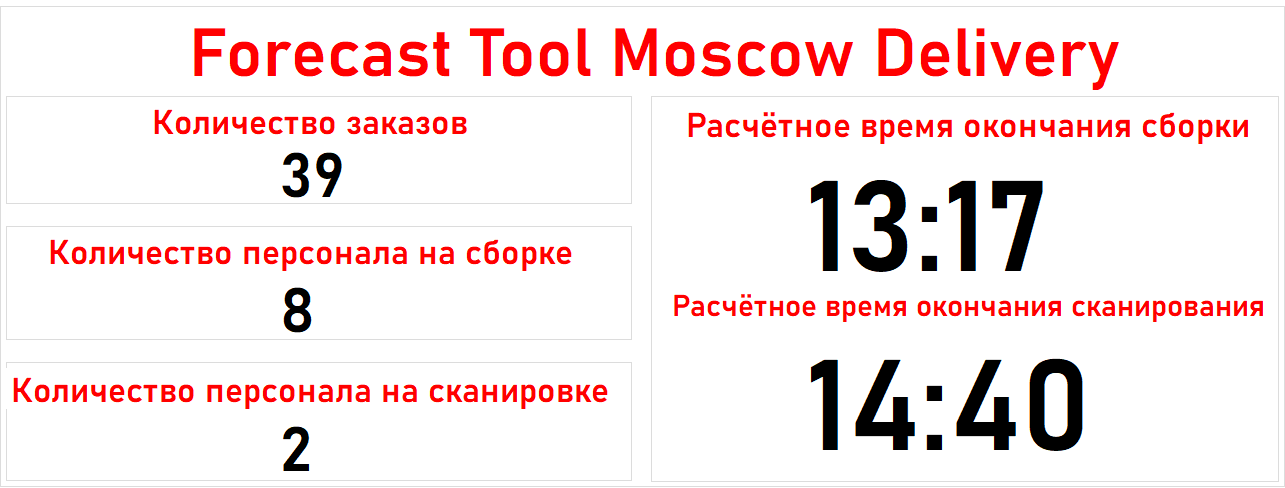 Forecast Tool Moscow Delivery
Количество заказов
39
Количество персонала на сборке
8
Количество персонала на сканировке
2
Расчётное время окончания сборки
13:17
Расчётное время окончания сканирования
14:40